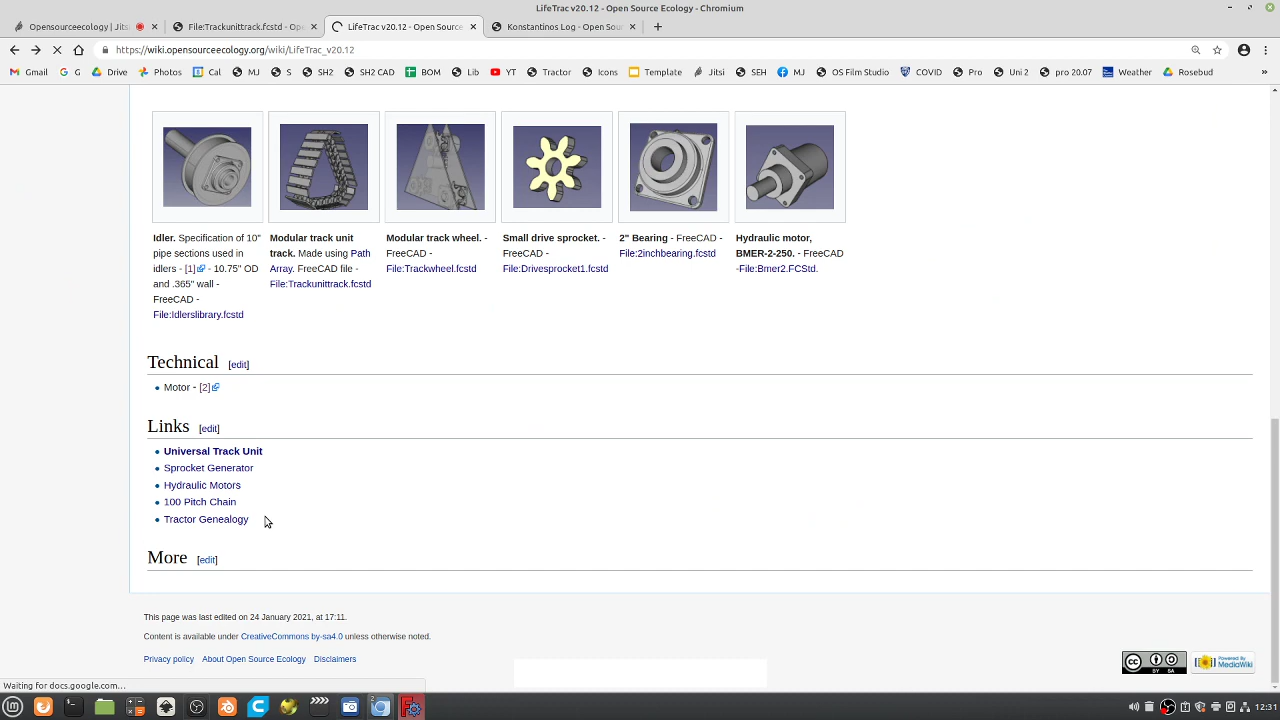 LifeTrac v20.12 - Open Source Ecology - Chromium
Opensourceecology | Jitsi
File:Trackunittrack.fcstd -
LifeTrac v20.12 - Open Source
Konstantinos Log - Open Sou
https://wiki.opensourceecology.org/wiki/LifeTrac_v20.12
Gmail G Drive Photos Cal MJ S SH2 SH2 CAD BOM Lib YT Tractor Icons Template Jitsi SEH MJ OS Film Studio COVID Pro Uni 2 pro 20.07 Weather Rosebud »
Idler. Specification of 10"
pipe sections used in
idlers - [1] - 10.75" OD
and .365" wall -
FreeCAD -
File:Idlerslibrary.fcstd
Modular track unit
track. Made using Path
Array. FreeCAD file -
File:Trackunittrack.fcstd
Modular track wheel. -
FreeCAD -
File:Trackwheel.fcstd
Small drive sprocket. -
FreeCAD -
File:Drivesprocket1.fcstd
2" Bearing - FreeCAD -
File:2inchbearing.fcstd
Hydraulic motor,
BMER-2-250. - FreeCAD
-File:Bmer2.FCStd.
Technical [edit]
Motor - [2]
Links [edit]
Universal Track Unit
Sprocket Generator
Hydraulic Motors
100 Pitch Chain
Tractor Genealogy
More [edit]
This page was last edited on 24 January 2021, at 17:11.
Content is available under CreativeCommons by-sa4.0 unless otherwise noted.
Privacy policy About Open Source Ecology Disclaimers
CC BY SA
Powered By MediaWiki
Waiting for docs.google.com...
12:31